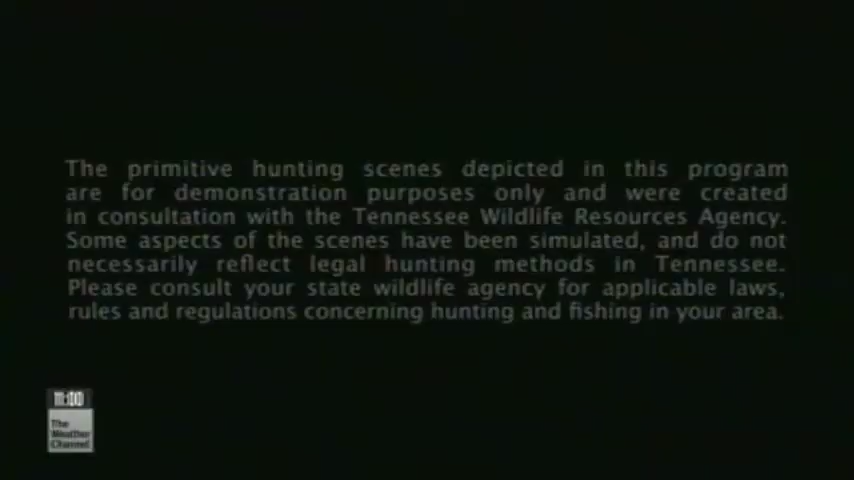 The primitive hunting scenes depicted in this program
are for demonstration purposes only and were created
in consultation with the Tennessee Wildlife Resources Agency.
Some aspects of the scenes have been simulated, and do not
necessarily reflect legal hunting methods in Tennessee.
Please consult your state wildlife agency for applicable laws,
rules and regulations concerning hunting and fishing in your area.
11:00
The
Weather
Channel